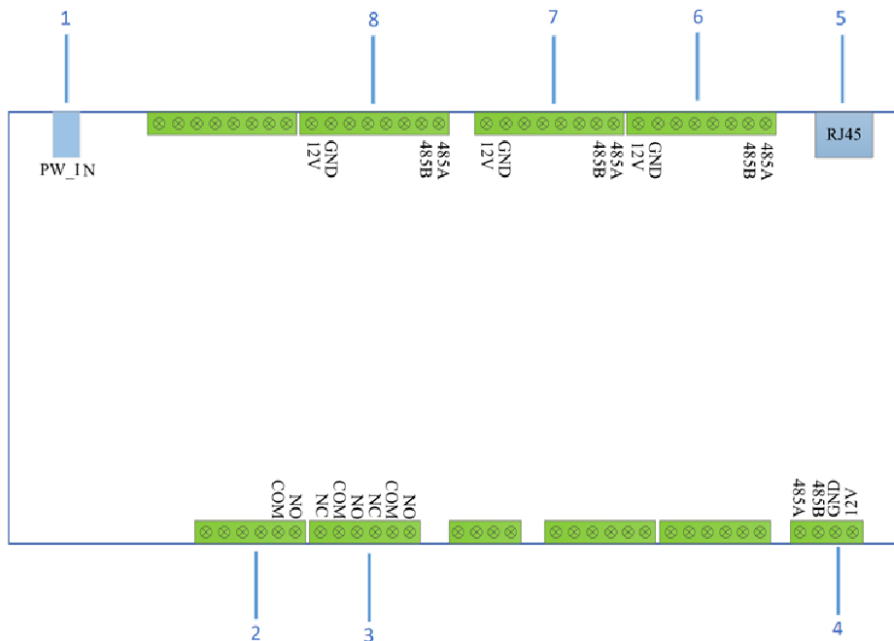 1
8
7
6
5
PW_IN
12V
GND
485B
485A
12V
GND
485B
485A
12V
GND
485B
485A
RJ45
COM
NO
NC
COM
NO
NC
COM
NO
485A
485B
GND
12V
2
3
4